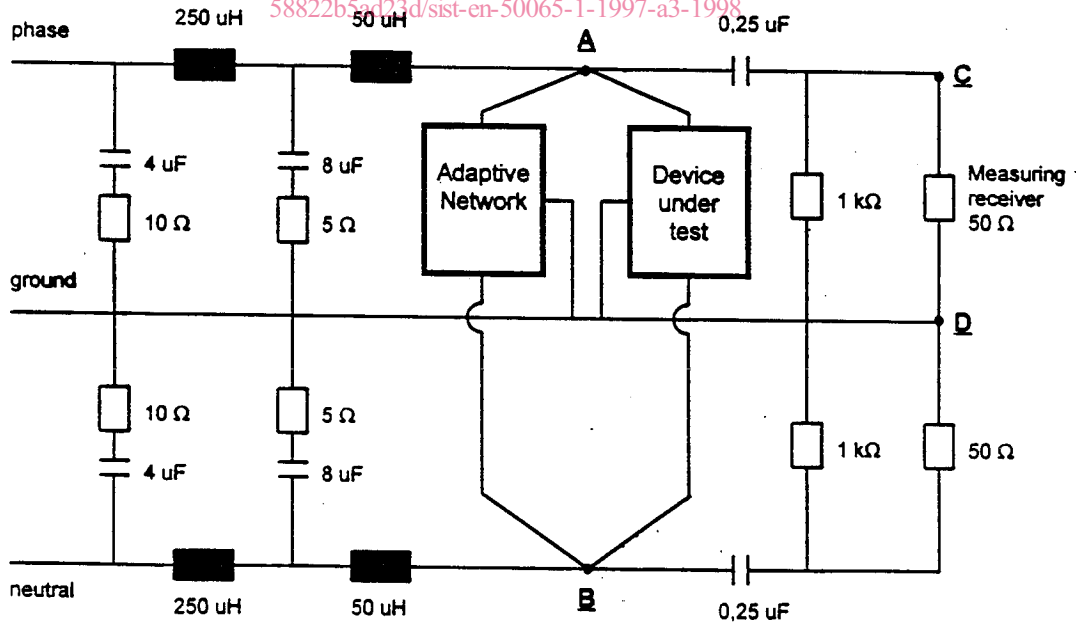 58822b5ad23d/sist-en-50065-1-1997-a3-1998
phase
250 uH
50 uH
A
0,25 uF
C
4 uF
8 uF
Adaptive
Network
Device
under
test
1 kΩ
Measuring
receiver
50 Ω
10 Ω
5 Ω
ground
D
10 Ω
5 Ω
4 uF
8 uF
1 kΩ
50 Ω
neutral
250 uH
50 uH
B
0,25 uF